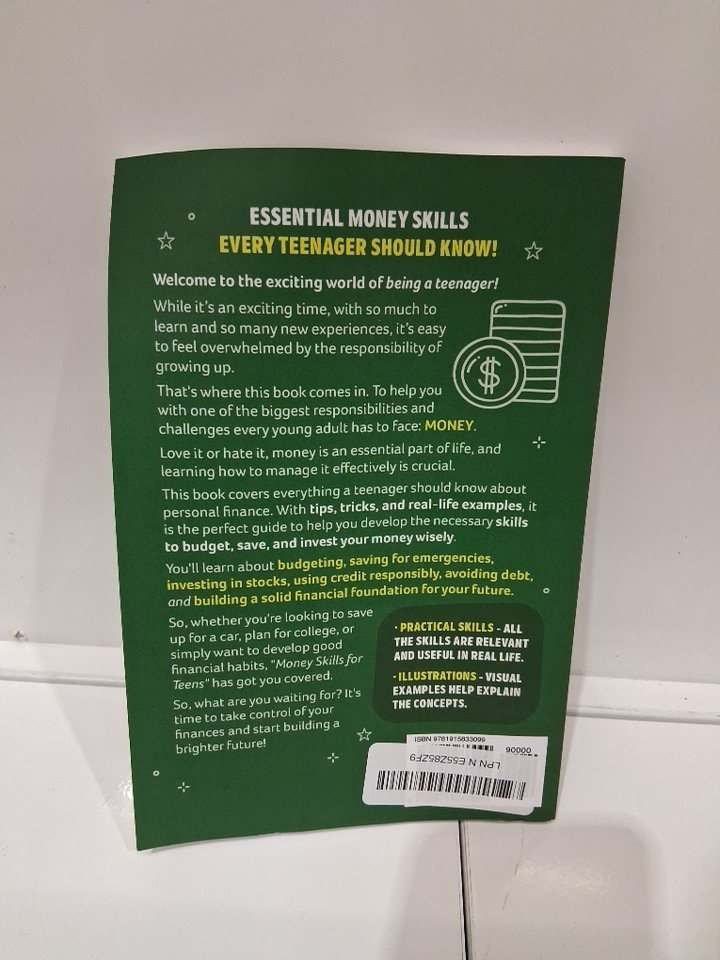 ESSENTIAL MONEY SKILLS
EVERY TEENAGER SHOULD KNOW!
Welcome to the exciting world of being a teenager!
While it's an exciting time, with so much to
learn and so many new experiences, it's easy
to feel overwhelmed by the responsibility of
growing up.
That's where this book comes in. To help you
with one of the biggest responsibilities and
challenges every young adult has to face: MONEY.
Love it or hate it, money is an essential part of life, and
learning how to manage it effectively is crucial.
This book covers everything a teenager should know about
personal finance. With tips, tricks, and real-life examples, it
is the perfect guide to help you develop the necessary skills
to budget, save, and invest your money wisely.
You'll learn about budgeting, saving for emergencies,
investing in stocks, using credit responsibly, avoiding debt,
and building a solid financial foundation for your future.
So, whether you're looking to save
up for a car, plan for college, or
simply want to develop good
financial habits, "Money Skills for
Teens" has got you covered.
So, what are you waiting for? It's
time to take control of your
finances and start building a
brighter future!
$
· PRACTICAL SKILLS - ALL
THE SKILLS ARE RELEVANT
AND USEFUL IN REAL LIFE.
· ILLUSTRATIONS - VISUAL
EXAMPLES HELP EXPLAIN
THE CONCEPTS.
ISBN 9781915833099
90000
LPN N E55Z85ZF9